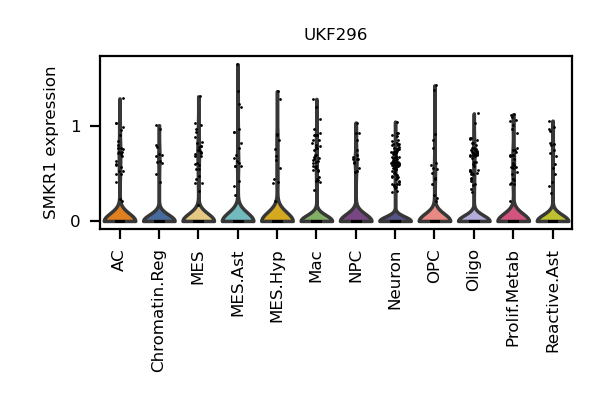 UKF296
SMKR1 expression
1
0
AC
Chromatin.Reg
MES
MES.Ast
MES.Hyp
Mac
NPC
Neuron
OPC
Oligo
Prolif.Metab
Reactive.Ast